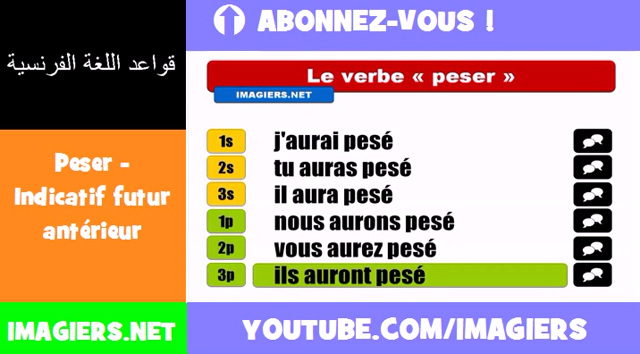 ABONNEZ-VOUS !
قواعد اللغة الفرنسية
Le verbe « peser »
IMAGIERS.NET
Peser -
Indicatif futur
antérieur
1s j'aurai pesé
2s tu auras pesé
3s il aura pesé
1p nous aurons pesé
2p vous aurez pesé
3p ils auront pesé
IMAGIERS.NET
YOUTUBE.COM/IMAGIERS